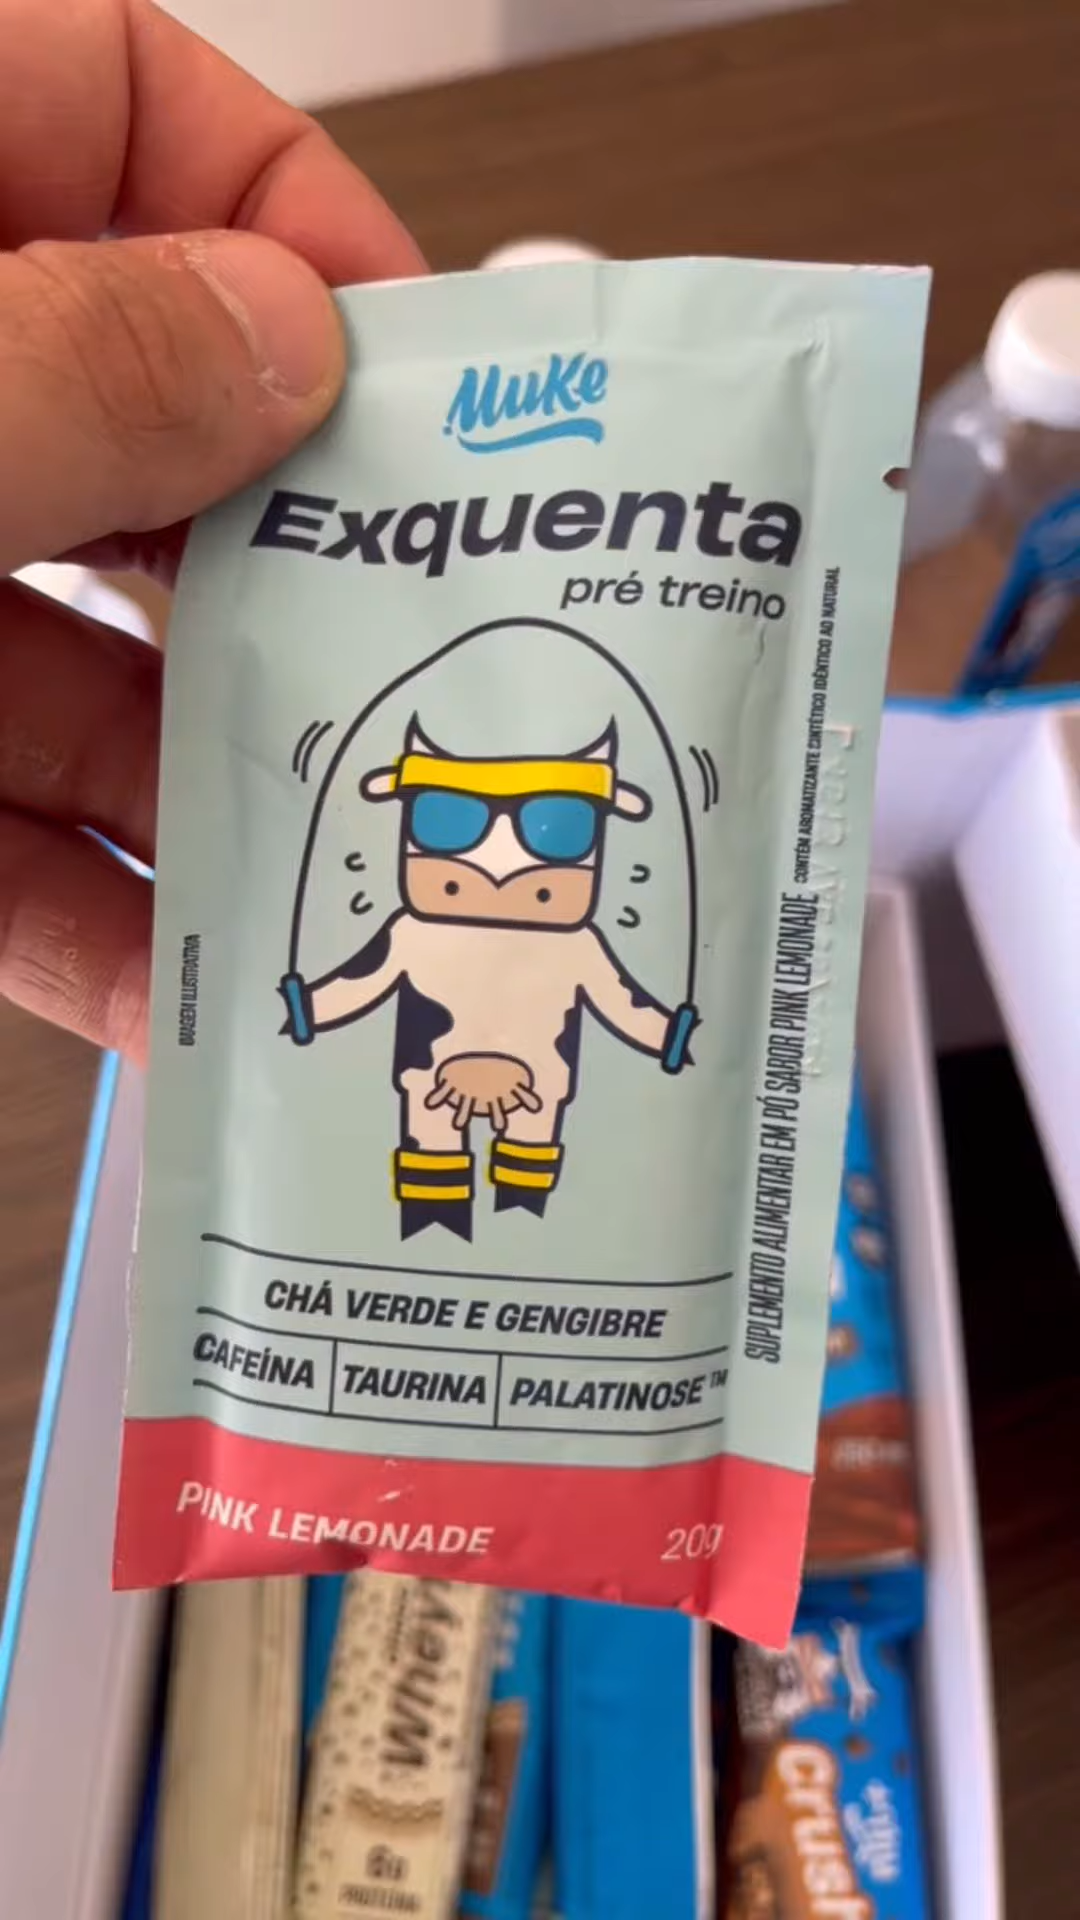 Muke
Exquenta
pré treino
CONTÉM AROMATIZANTE SINTÉTICO IDÊNTICO AO NATURAL
SUPLEMENTO ALIMENTAR EM PÓ SABOR PINK LEMONADE
IMAGEM ILUSTRATIVA
CHÁ VERDE E GENGIBRE
CAFEÍNA
TAURINA
PALATINOSE™
PINK LEMONADE
20g
Whey
crush